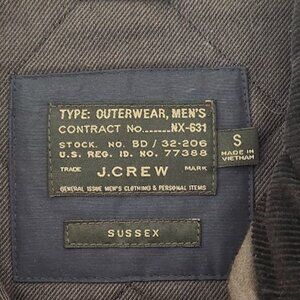 TYPE: OUTERWEAR, MEN'S
CONTRACT No.......NX-631
STOCK. NO. BD / 32-206
U.S. REG. ID. NO. 77388
TRADE J.CREW MARK
GENERAL ISSUE MEN'S CLOTHING & PERSONAL ITEMS
S
MADE IN
VIETNAM
SUSSEX